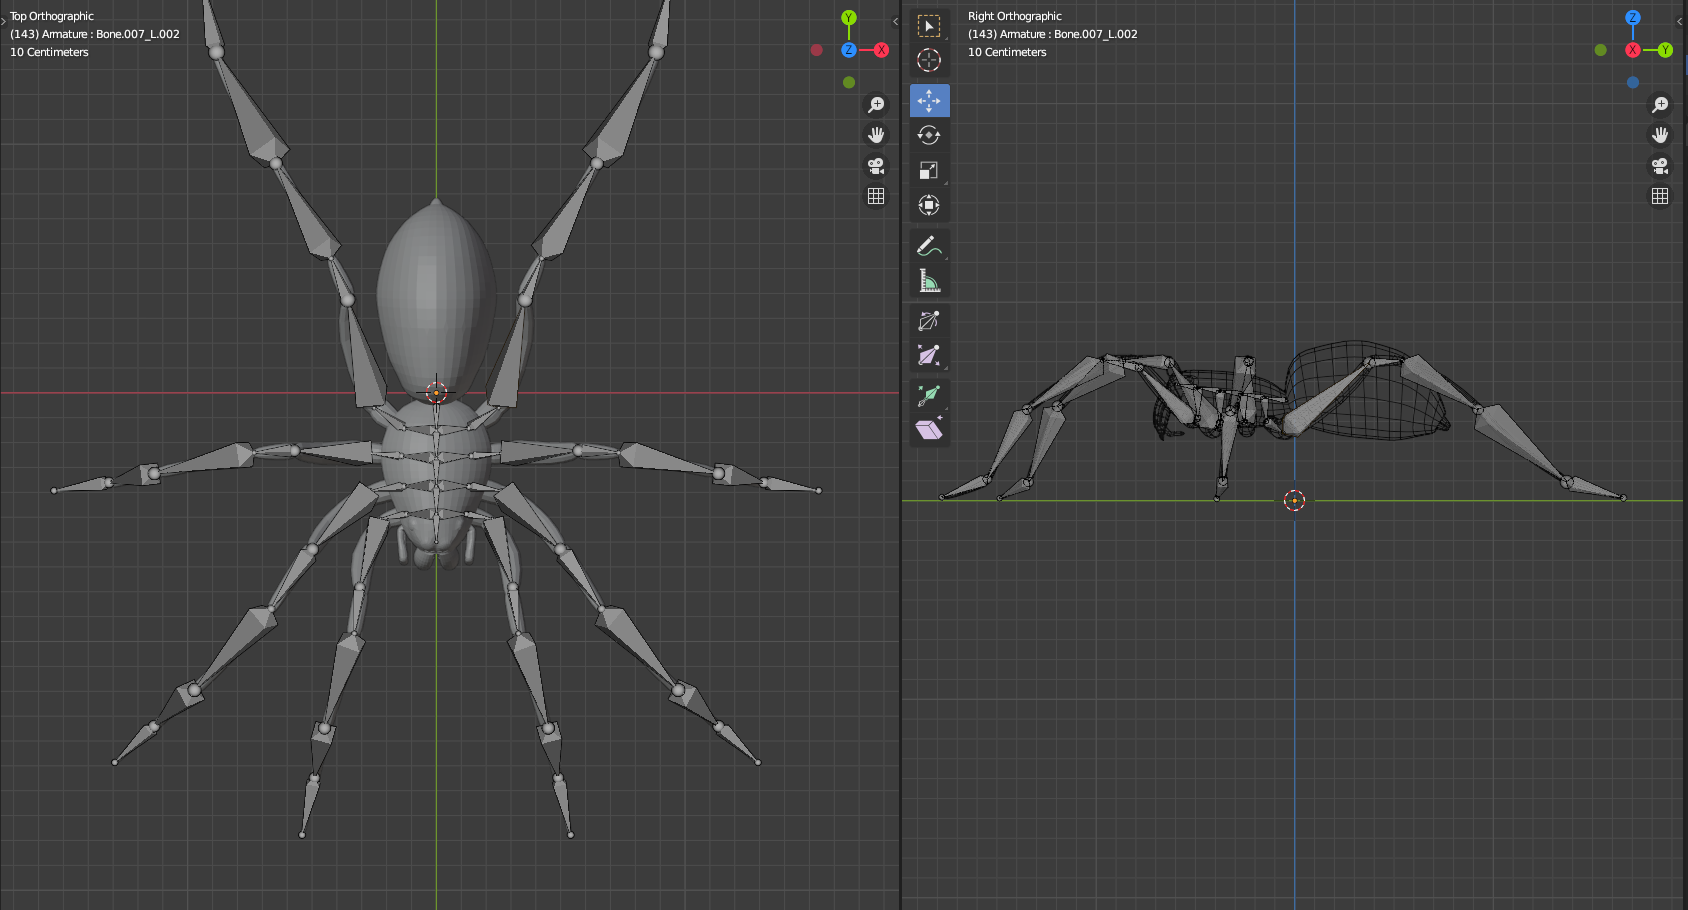 Top Orthographic
(143) Armature : Bone.007_L.002
10 Centimeters
Y
Z
X
Right Orthographic
(143) Armature : Bone.007_L.002
10 Centimeters
Z
X
Y